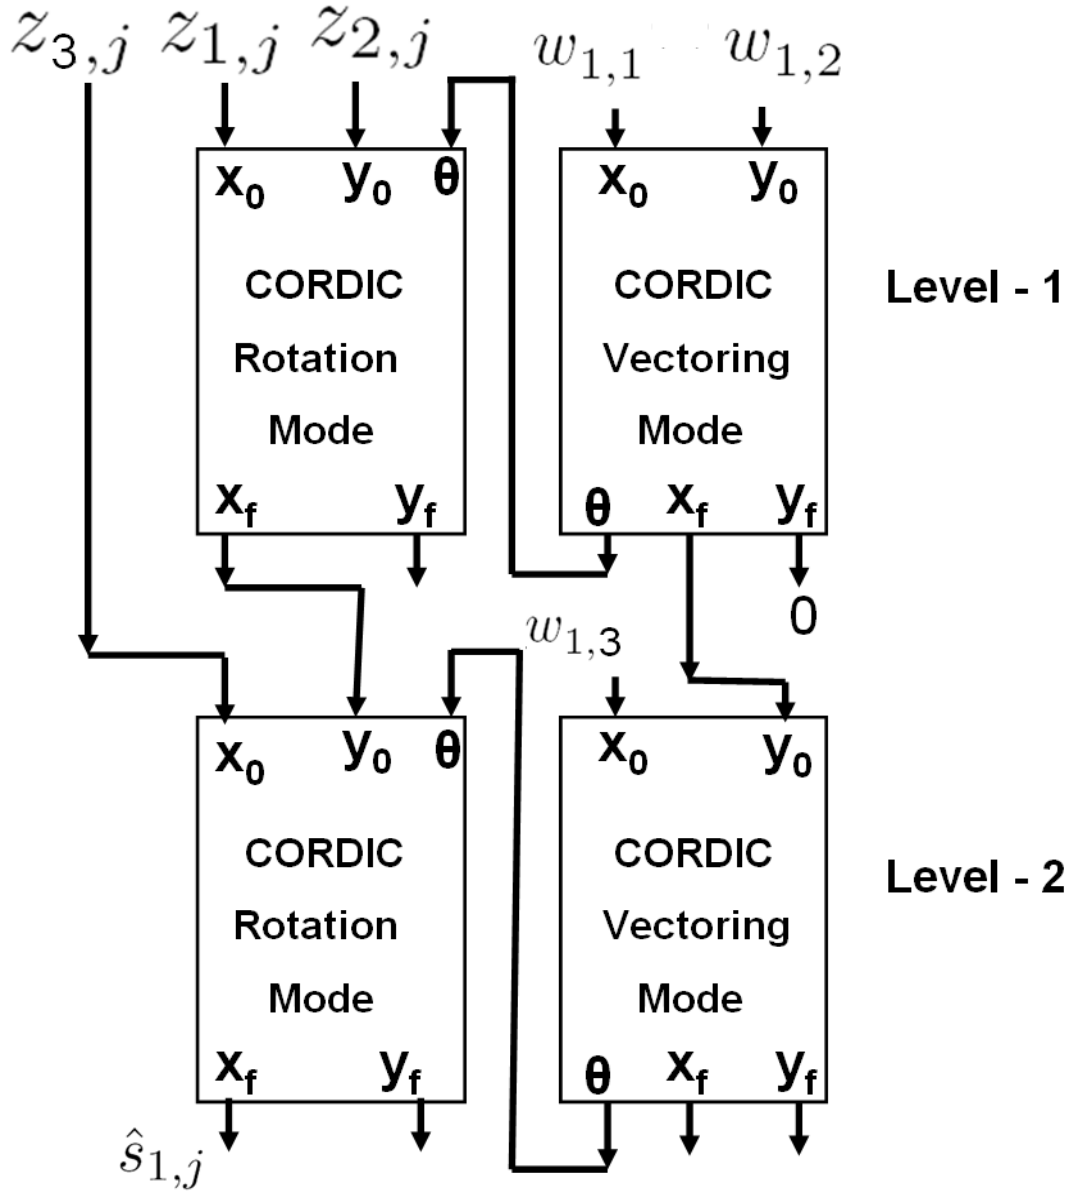 z3,j z1,j z2,j w1,1 w1,2
x0 y0 θ x0 y0
CORDIC CORDIC Level - 1
Rotation Vectoring
Mode Mode
xf yf θ xf yf
0
w1,3
x0 y0 θ x0 y0
CORDIC CORDIC Level - 2
Rotation Vectoring
Mode Mode
xf yf θ xf yf
ŝ1,j